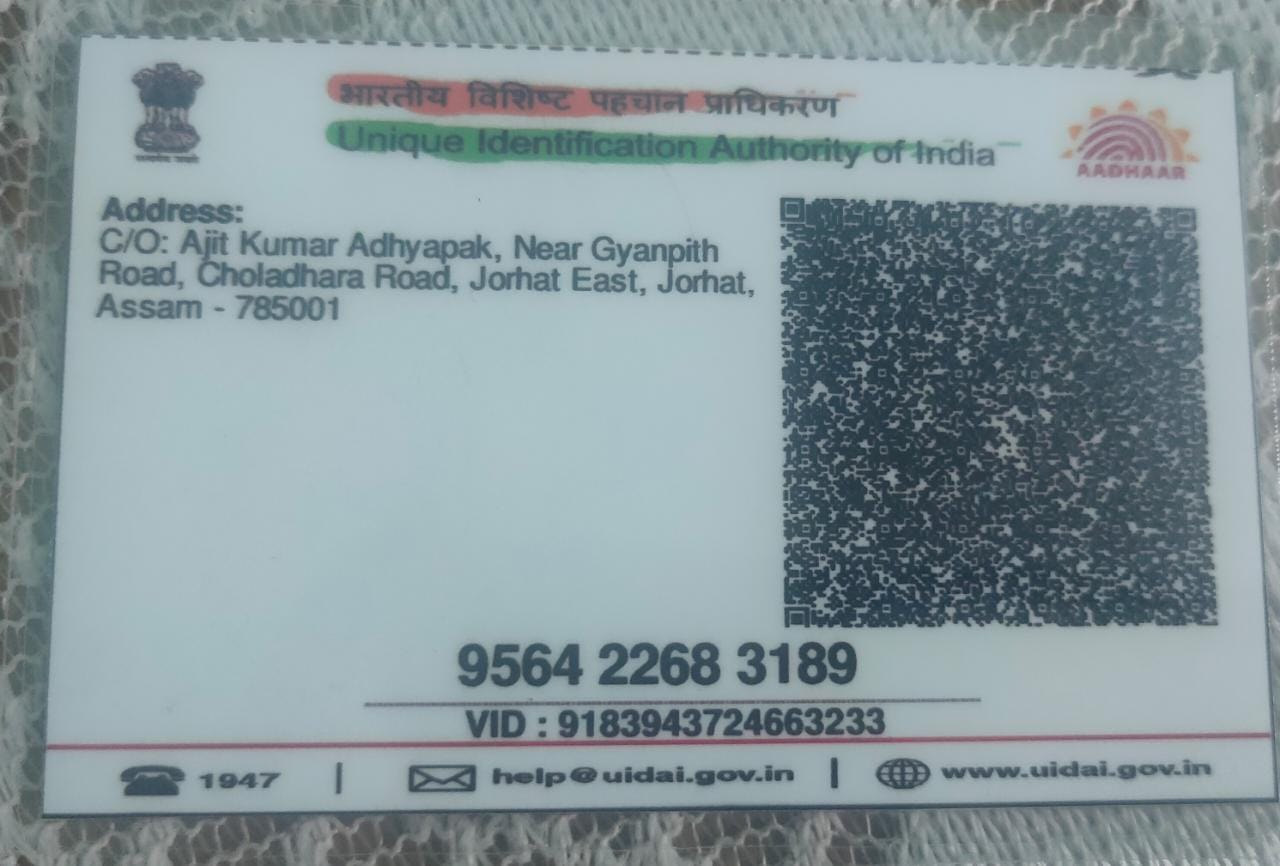 भारतीय विशिष्ट पहचान प्राधिकरण
Unique Identification Authority of India
AADHAAR
Address:
C/O: Ajit Kumar Adhyapak, Near Gyanpith
Road, Choladhara Road, Jorhat East, Jorhat,
Assam - 785001
9564 2268 3189
VID : 9183943724663233
1947 | help@uidai.gov.in | www.uidai.gov.in